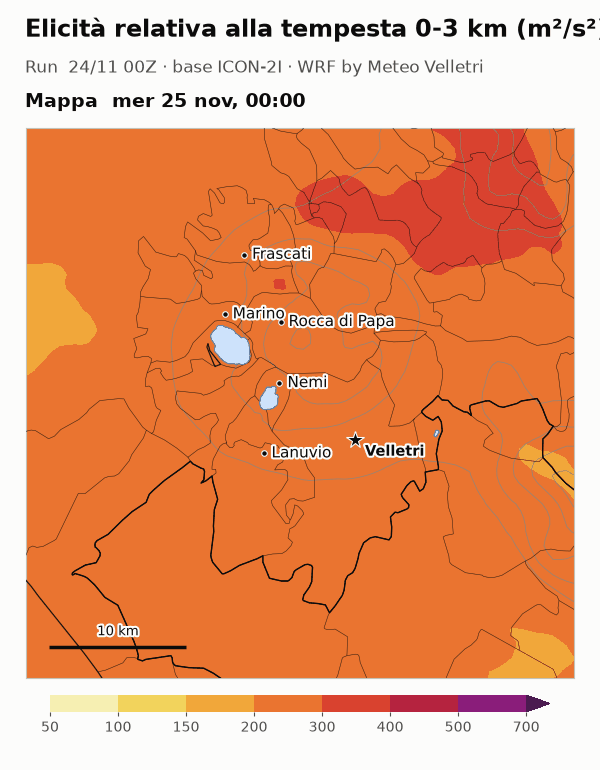 Elicità relativa alla tempesta 0-3 km (m²/s²)
Run 24/11 00Z · base ICON-2I · WRF by Meteo Velletri
Mappa mer 25 nov, 00:00
Frascati
Marino
Rocca di Papa
Nemi
Lanuvio
Velletri
10 km
50 100 150 200 300 400 500 700